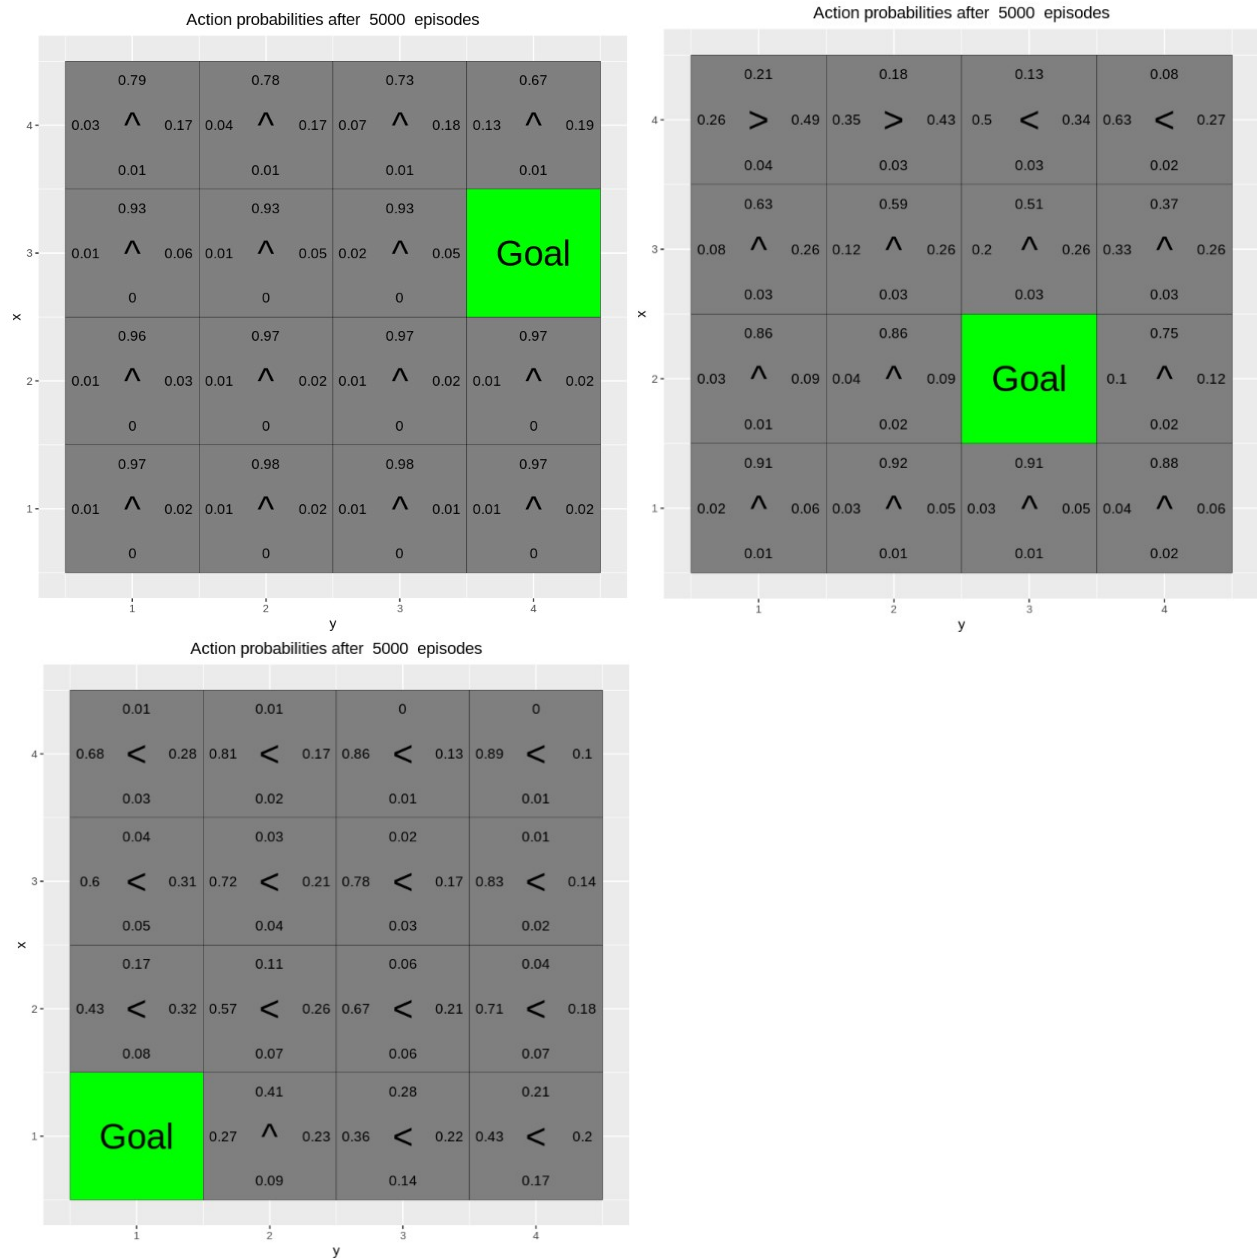 Action probabilities after 5000 episodes
0.79 0.78 0.73 0.67
4 0.03 ^ 0.17 0.04 ^ 0.17 0.07 ^ 0.18 0.13 ^ 0.19
0.01 0.01 0.01 0.01
0.93 0.93 0.93
3 0.01 ^ 0.06 0.01 ^ 0.05 0.02 ^ 0.05 Goal
0 0 0
x
0.96 0.97 0.97 0.97
2 0.01 ^ 0.03 0.01 ^ 0.02 0.01 ^ 0.02 0.01 ^ 0.02
0 0 0 0
0.97 0.98 0.98 0.97
1 0.01 ^ 0.02 0.01 ^ 0.02 0.01 ^ 0.01 0.01 ^ 0.02
0 0 0 0
1 2 3 4
y
Action probabilities after 5000 episodes
0.21 0.18 0.13 0.08
4 0.26 > 0.49 0.35 > 0.43 0.5 < 0.34 0.63 < 0.27
0.04 0.03 0.03 0.02
0.63 0.59 0.51 0.37
3 0.08 ^ 0.26 0.12 ^ 0.26 0.2 ^ 0.26 0.33 ^ 0.26
0.03 0.03 0.03 0.03
x
0.86 0.86 0.75
2 0.03 ^ 0.09 0.04 ^ 0.09 Goal 0.1 ^ 0.12
0.01 0.02 0.02
0.91 0.92 0.91 0.88
1 0.02 ^ 0.06 0.03 ^ 0.05 0.03 ^ 0.05 0.04 ^ 0.06
0.01 0.01 0.01 0.02
1 2 3 4
y
Action probabilities after 5000 episodes
0.01 0.01 0 0
4 0.68 < 0.28 0.81 < 0.17 0.86 < 0.13 0.89 < 0.1
0.03 0.02 0.01 0.01
0.04 0.03 0.02 0.01
3 0.6 < 0.31 0.72 < 0.21 0.78 < 0.17 0.83 < 0.14
0.05 0.04 0.03 0.02
x
0.17 0.11 0.06 0.04
2 0.43 < 0.32 0.57 < 0.26 0.67 < 0.21 0.71 < 0.18
0.08 0.07 0.06 0.07
0.41 0.28 0.21
1 Goal 0.27 ^ 0.23 0.36 < 0.22 0.43 < 0.2
0.09 0.14 0.17
1 2 3 4
y